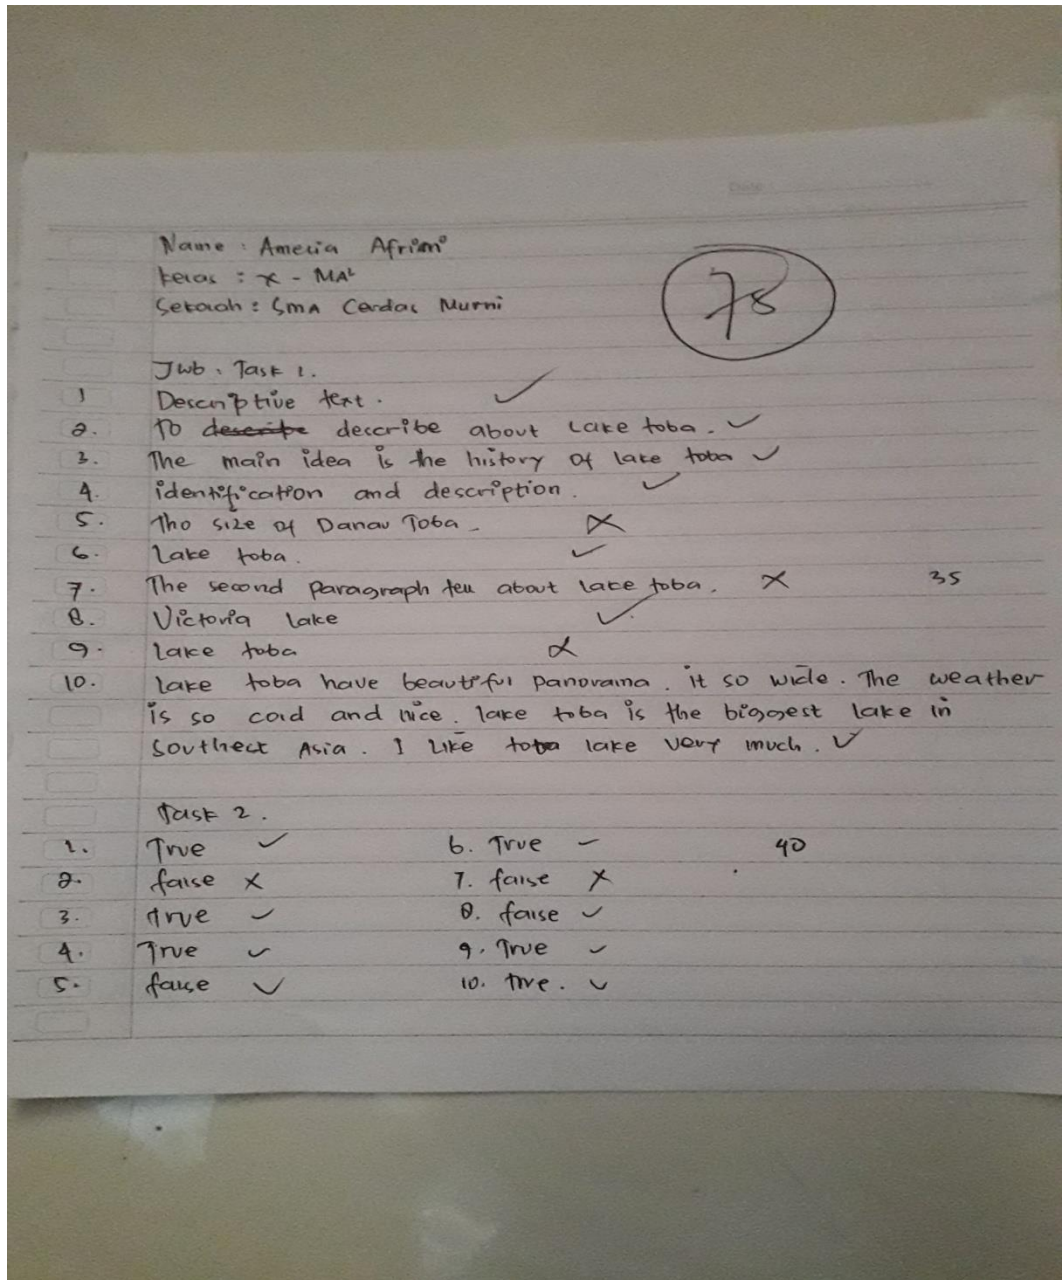 Date :
Name : Amelia Afriani
kelas : x - MA²
Sekolah : SMA Cerdas Murni
78
Jwb : Task 1.
1 Descriptive text .
2. To describe describe about Lake toba .
3. The main idea is the history of lake toba
4. identification and description .
5. Tho size of Danau Toba .
6. Lake toba .
7. The second paragraph tell about lake toba . 35
8. Victoria lake
9. Lake toba
10. lake toba have beautiful panorama . it so wide . The weather
is so cold and nice . lake toba is the biggest lake in
southect Asia . I like toba lake very much .
Task 2 .
1. True 6. True 40
2. false 7. false
3. true 8. false
4. True 9. True
5. false 10. true .